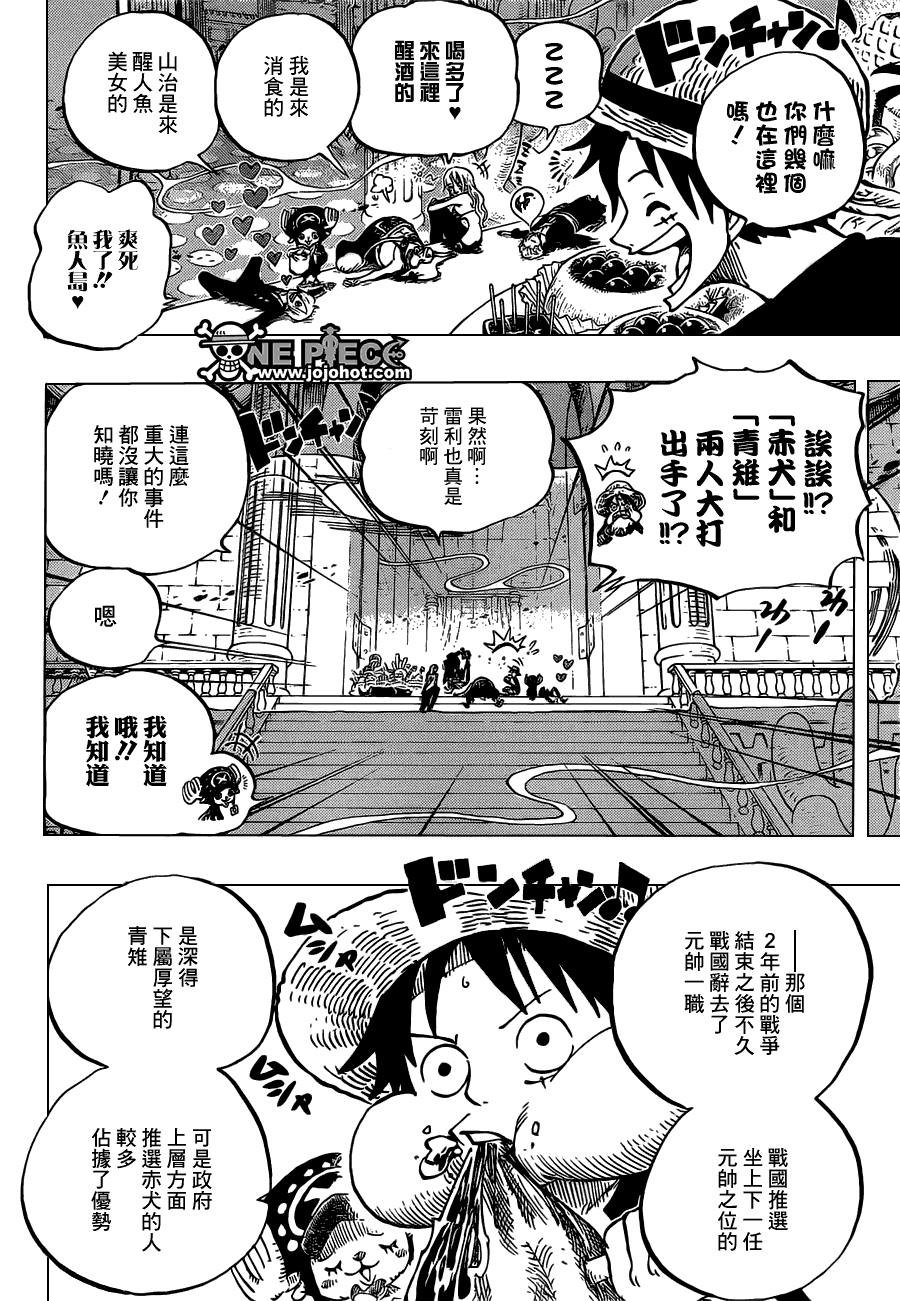 ドンチャン♪
什麼嘛
你們幾個
也在這裡
嗎！
ZZZ
喝多了♥
來這裡
醒酒的
我是來
消食的
山治是來
醒人魚
美女的
爽死
我了!!
魚人島♥
ONE PIECE
www.jojohot.com
誒誒!!?
「赤犬」和
「青雉」
兩人大打
出手了!!?
果然啊…
雷利也真是
苛刻啊
ドンチャン♪
連這麼
重大的事件
都沒讓你
知曉嗎！
嗯
我知道
哦!!
我知道
ドンチャン♪
──那個
2年前的戰爭
結束之後不久
戰國辭去了
元帥一職
戰國推選
坐上下一任
元帥之位的
ムシャ
ムシャ
是深得
下屬厚望的
青雉
可是政府
上層方面
推選赤犬的人
較多
佔據了優勢